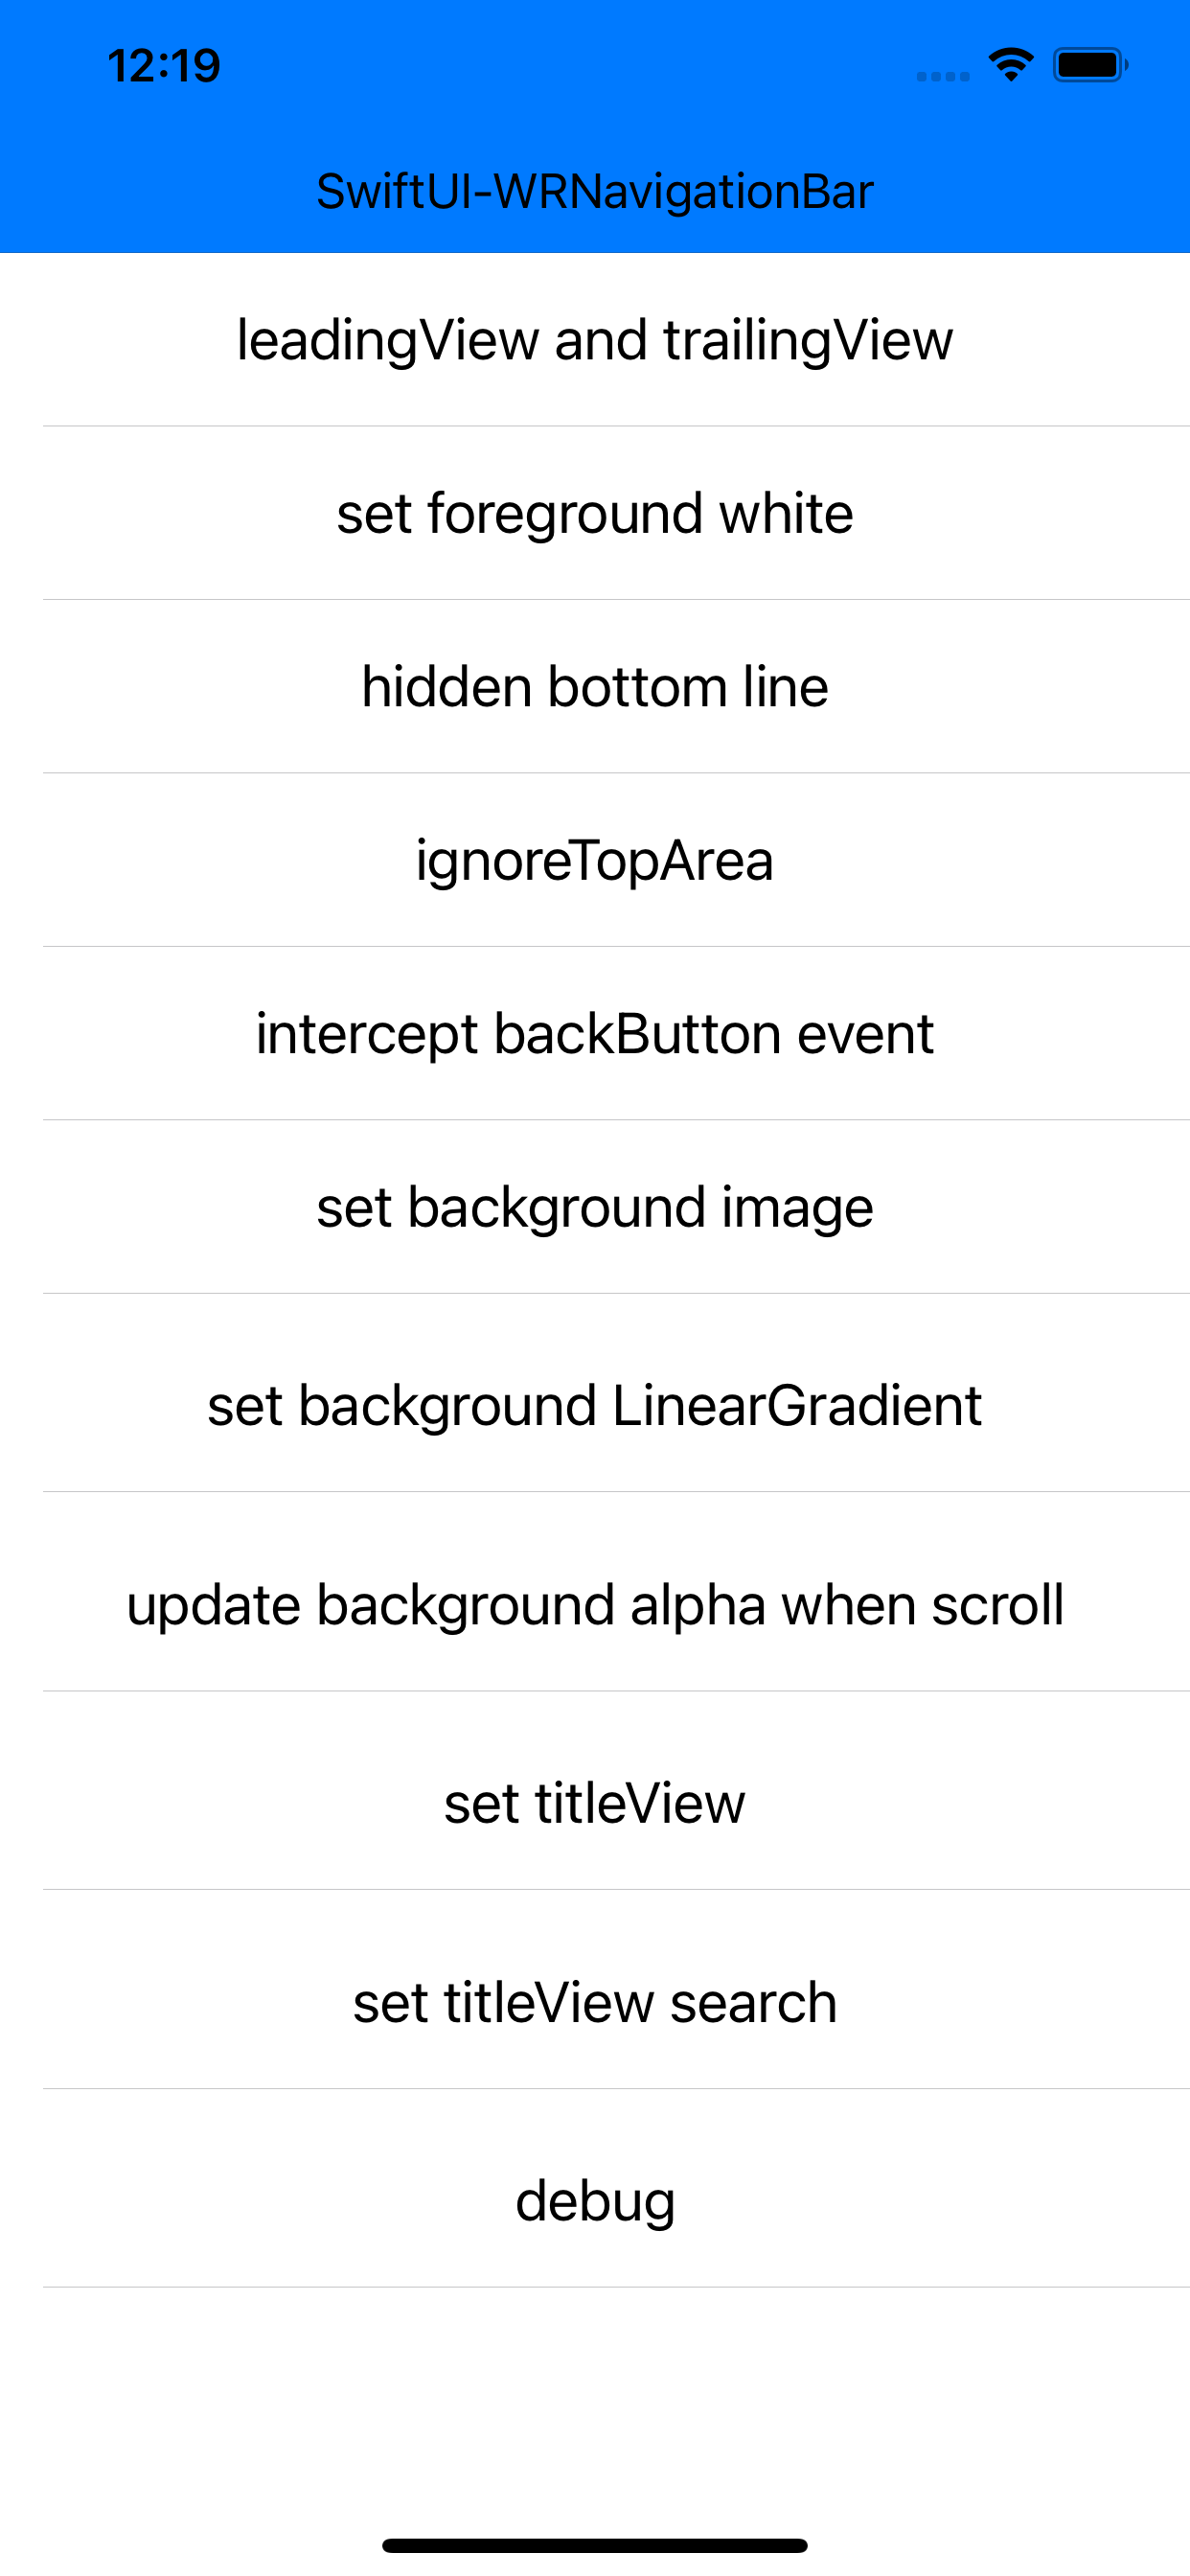 12:19
SwiftUI-WRNavigationBar
leadingView and trailingView
set foreground white
hidden bottom line
ignoreTopArea
intercept backButton event
set background image
set background LinearGradient
update background alpha when scroll
set titleView
set titleView search
debug